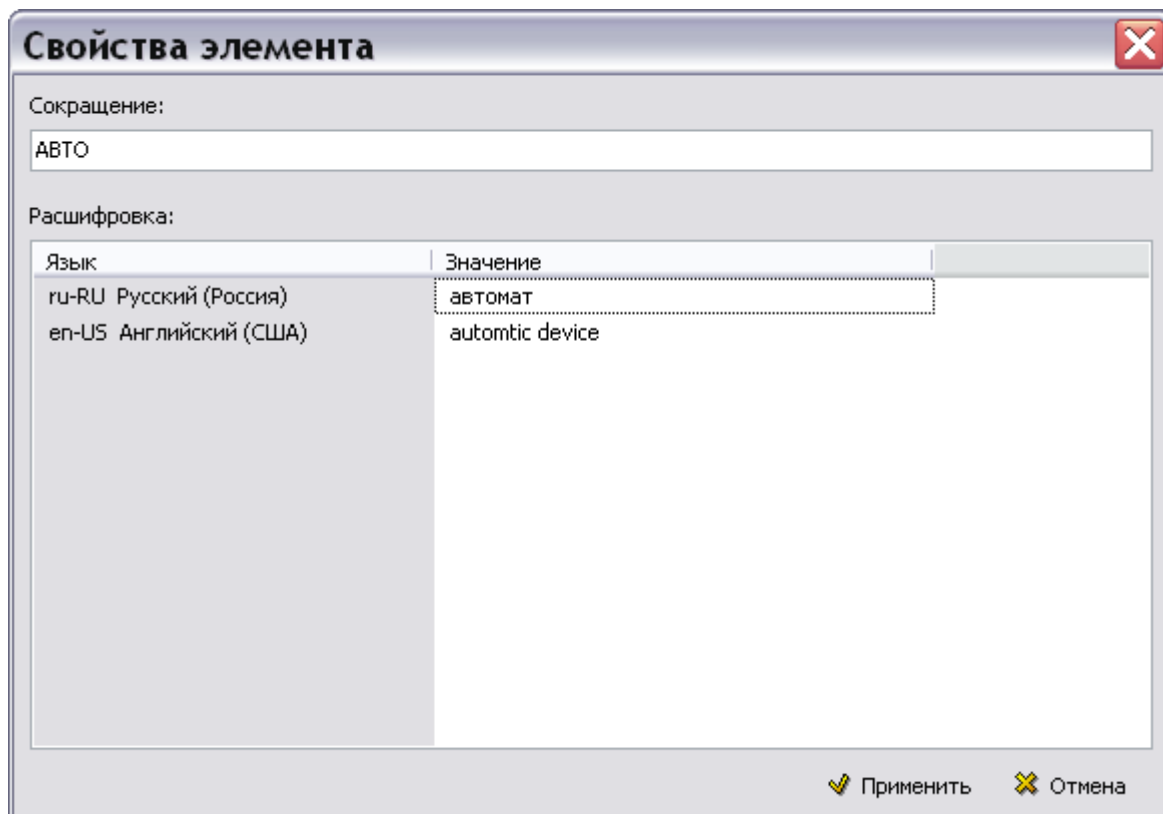 Свойства элемента
Сокращение:
АВТО
Расшифровка:
Язык Значение
ru-RU Русский (Россия) автомат
en-US Английский (США) automtic device
Применить Отмена